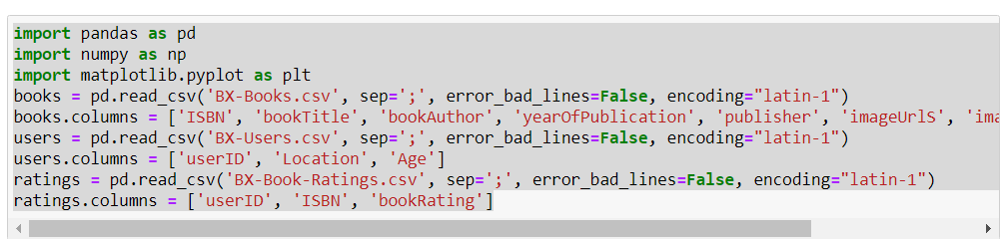 import pandas as pd
import numpy as np
import matplotlib.pyplot as plt
books = pd.read_csv('BX-Books.csv', sep=';', error_bad_lines=False, encoding="latin-1")
books.columns = ['ISBN', 'bookTitle', 'bookAuthor', 'yearOfPublication', 'publisher', 'imageUrlS', 'ima
users = pd.read_csv('BX-Users.csv', sep=';', error_bad_lines=False, encoding="latin-1")
users.columns = ['userID', 'Location', 'Age']
ratings = pd.read_csv('BX-Book-Ratings.csv', sep=';', error_bad_lines=False, encoding="latin-1")
ratings.columns = ['userID', 'ISBN', 'bookRating']